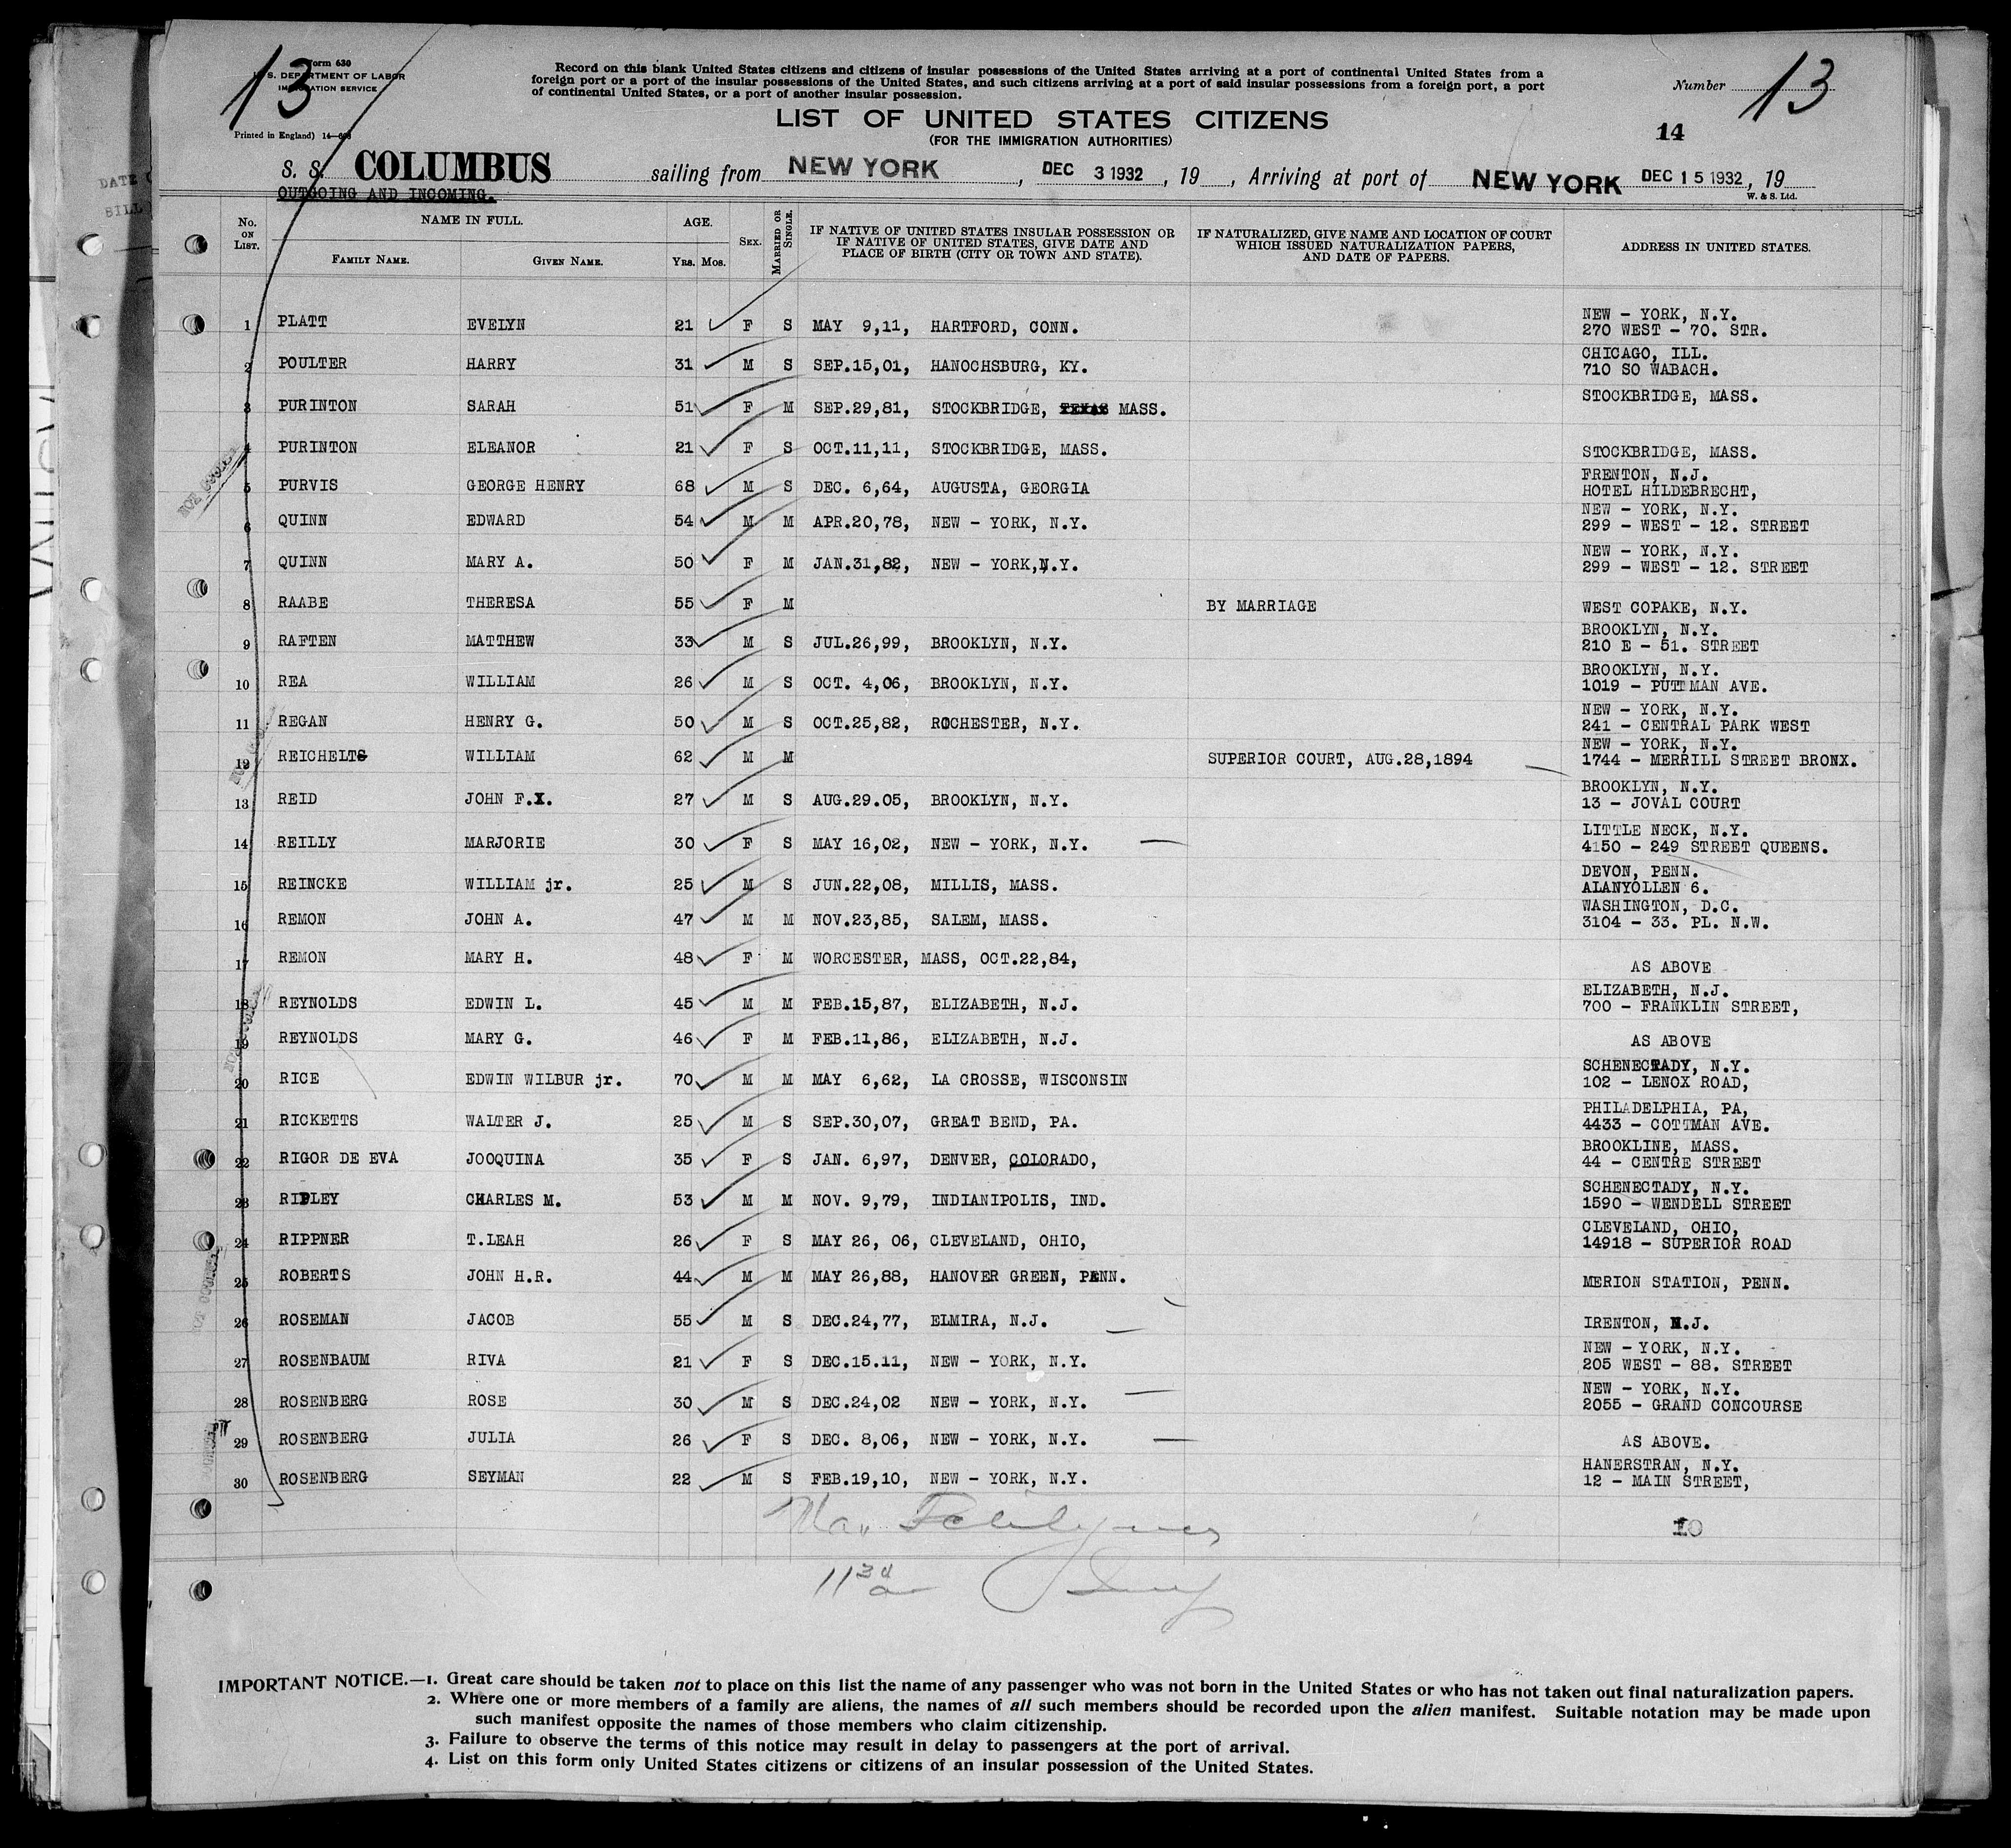 13
Form 630
U. S. DEPARTMENT OF LABOR
IMMIGRATION SERVICE
Printed in England) 14—
Record on this blank United States citizens and citizens of insular possessions of the United States arriving at a port of continental United States from a
foreign port or a port of the insular possessions of the United States, and such citizens arriving at a port of said insular possessions from a foreign port, a port
of continental United States, or a port of another insular possession.
Number 13
LIST OF UNITED STATES CITIZENS
(FOR THE IMMIGRATION AUTHORITIES)
14
S. S. COLUMBUS sailing from NEW YORK, DEC 3 1932, 19, Arriving at port of NEW YORK DEC 15 1932, 19
OUTGOING AND INCOMING.
W. & S. Ltd.
No. ON LIST. NAME IN FULL. FAMILY NAME. GIVEN NAME. AGE. YRS. MOS. SEX. MARRIED OR SINGLE. IF NATIVE OF UNITED STATES INSULAR POSSESSION OR IF NATIVE OF UNITED STATES, GIVE DATE AND PLACE OF BIRTH (CITY OR TOWN AND STATE). IF NATURALIZED, GIVE NAME AND LOCATION OF COURT WHICH ISSUED NATURALIZATION PAPERS, AND DATE OF PAPERS. ADDRESS IN UNITED STATES.
1 PLATT EVELYN 21 F S MAY 9,11, HARTFORD, CONN. NEW - YORK, N.Y. 270 WEST - 70. STR.
2 POULTER HARRY 31 M S SEP.15,01, HANOCHSBURG, KY. CHICAGO, ILL. 710 SO WABACH.
3 PURINTON SARAH 51 F M SEP.29,81, STOCKBRIDGE, TEXAS MASS. STOCKBRIDGE, MASS.
4 PURINTON ELEANOR 21 F S OCT.11,11, STOCKBRIDGE, MASS. STOCKBRIDGE, MASS.
5 PURVIS GEORGE HENRY 68 M S DEC. 6,64, AUGUSTA, GEORGIA FRENTON, N.J. HOTEL HILDEBRECHT,
6 QUINN EDWARD 54 M M APR.20,78, NEW - YORK, N.Y. NEW - YORK, N.Y. 299 - WEST - 12. STREET
7 QUINN MARY A. 50 F M JAN.31,82, NEW - YORK,N.Y. NEW - YORK, N.Y. 299 - WEST - 12. STREET
8 RAABE THERESA 55 F M BY MARRIAGE WEST COPAKE, N.Y.
9 RAFTEN MATTHEW 33 M S JUL.26,99, BROOKLYN, N.Y. BROOKLYN, N.Y. 210 E - 51. STREET
10 REA WILLIAM 26 M S OCT. 4,06, BROOKLYN, N.Y. BROOKLYN, N.Y. 1019 - PUTTMAN AVE.
11 REGAN HENRY G. 50 M S OCT.25,82, ROCHESTER, N.Y. NEW - YORK, N.Y. 241 - CENTRAL PARK WEST
12 REICHELTS WILLIAM 62 M M SUPERIOR COURT, AUG.28,1894 NEW - YORK, N.Y. 1744 - MERRILL STREET BRONX.
13 REID JOHN F.X. 27 M S AUG.29.05, BROOKLYN, N.Y. BROOKLYN, N.Y. 13 - JOVAL COURT
14 REILLY MARJORIE 30 F S MAY 16,02, NEW - YORK, N.Y. LITTLE NECK, N.Y. 4150 - 249 STREET QUEENS.
15 REINCKE WILLIAM jr. 25 M S JUN.22,08, MILLIS, MASS. DEVON, PENN. ALANYOLLEN 6.
16 REMON JOHN A. 47 M M NOV.23,85, SALEM, MASS. WASHINGTON, D.C. 3104 - 33. PL. N.W.
17 REMON MARY H. 48 F M WORCESTER, MASS, OCT.22,84, AS ABOVE
18 REYNOLDS EDWIN L. 45 M M FEB.15,87, ELIZABETH, N.J. ELIZABETH, N.J. 700 - FRANKLIN STREET,
19 REYNOLDS MARY G. 46 F M FEB.11,86, ELIZABETH, N.J. AS ABOVE
20 RICE EDWIN WILBUR jr. 70 M M MAY 6,62, LA CROSSE, WISCONSIN SCHENECTADY, N.Y. 102 - LENOX ROAD,
21 RICKETTS WALTER J. 25 M S SEP.30,07, GREAT BEND, PA. PHILADELPHIA, PA, 4433 - COTTMAN AVE.
22 RIGOR DE EVA JOOQUINA 35 F S JAN. 6,97, DENVER, COLORADO, BROOKLINE, MASS. 44 - CENTRE STREET
23 RIPLEY CHARLES M. 53 M M NOV. 9,79, INDIANIPOLIS, IND. SCHENECTADY, N.Y. 1590 - WENDELL STREET
24 RIPPNER T.LEAH 26 F S MAY 26, 06, CLEVELAND, OHIO, CLEVELAND, OHIO, 14918 - SUPERIOR ROAD
25 ROBERTS JOHN H.R. 44 M M MAY 26,88, HANOVER GREEN, PENN. MERION STATION, PENN.
26 ROSEMAN JACOB 55 M S DEC.24,77, ELMIRA, N.J. IRENTON, N.J.
27 ROSENBAUM RIVA 21 F S DEC.15.11, NEW - YORK, N.Y. NEW - YORK, N.Y. 205 WEST - 88. STREET
28 ROSENBERG ROSE 30 M S DEC.24,02 NEW - YORK, N.Y. NEW - YORK, N.Y. 2055 - GRAND CONCOURSE
29 ROSENBERG JULIA 26 F S DEC. 8,06, NEW - YORK, N.Y. AS ABOVE.
30 ROSENBERG SEYMAN 22 M S FEB.19,10, NEW - YORK, N.Y. HANERSTRAN, N.Y. 12 - MAIN STREET,
10
IMPORTANT NOTICE.—1. Great care should be taken not to place on this list the name of any passenger who was not born in the United States or who has not taken out final naturalization papers.
2. Where one or more members of a family are aliens, the names of all such members should be recorded upon the alien manifest. Suitable notation may be made upon
such manifest opposite the names of those members who claim citizenship.
3. Failure to observe the terms of this notice may result in delay to passengers at the port of arrival.
4. List on this form only United States citizens or citizens of an insular possession of the United States.